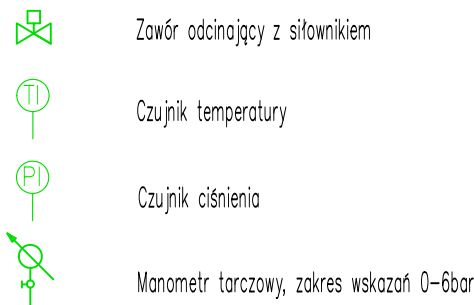 Zawór odcinający z siłownikiem
TI Czujnik temperatury
PI Czujnik ciśnienia
Manometr tarczowy, zakres wskazań 0-6bar